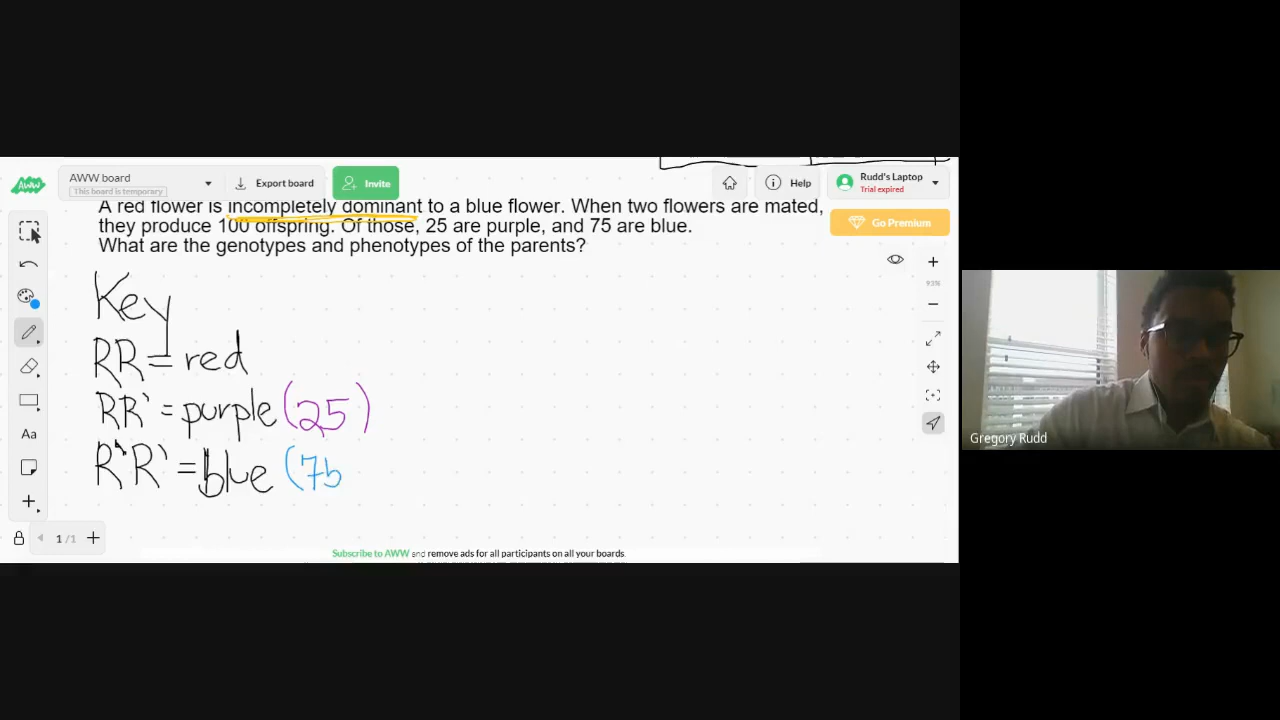 AWW
AWW board
This board is temporary
Export board
Invite
Help
Rudd's Laptop
Trial expired
Go Premium
A red flower is incompletely dominant to a blue flower. When two flowers are mated,
they produce 100 offspring. Of those, 25 are purple, and 75 are blue.
What are the genotypes and phenotypes of the parents?
93%
Key
RR = red
RR` = purple (25)
R`R` = blue (75
Aa
1 /1
Subscribe to AWW and remove ads for all participants on all your boards.
Gregory Rudd